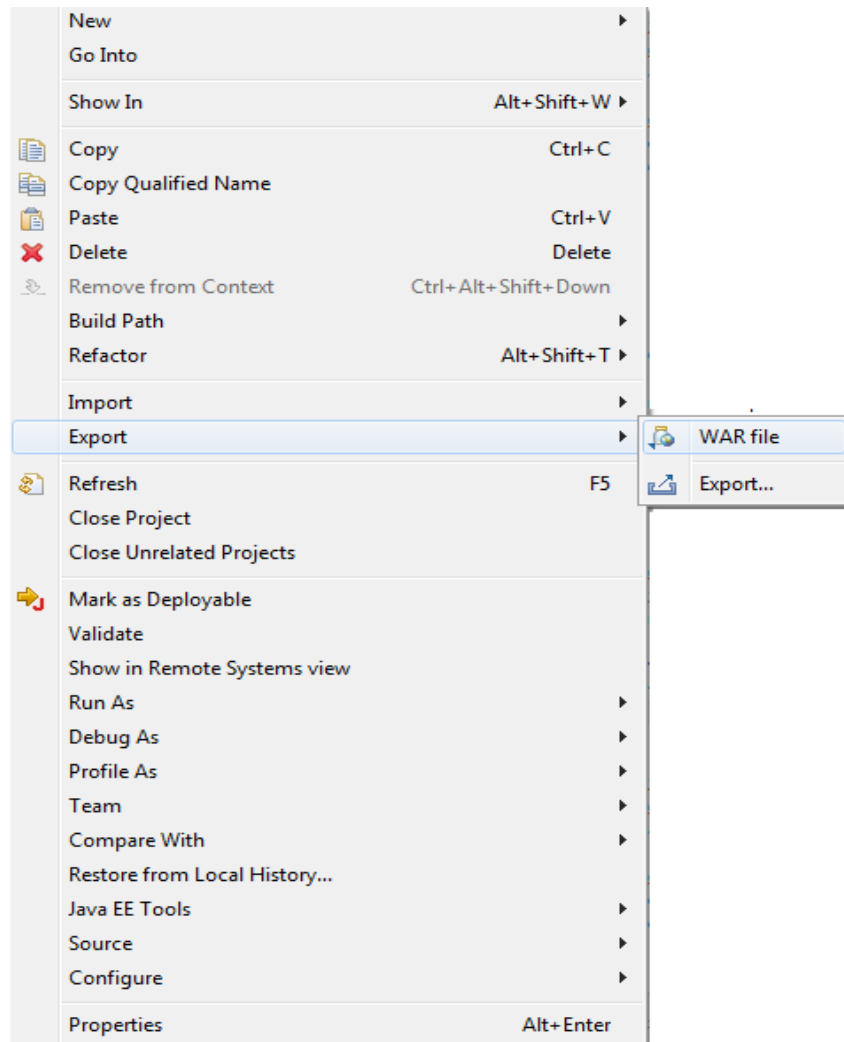 New
Go Into
Show In Alt+Shift+W
Copy Ctrl+C
Copy Qualified Name
Paste Ctrl+V
Delete Delete
Remove from Context Ctrl+Alt+Shift+Down
Build Path
Refactor Alt+Shift+T
Import
Export
WAR file
Refresh F5
Export...
Close Project
Close Unrelated Projects
Mark as Deployable
Validate
Show in Remote Systems view
Run As
Debug As
Profile As
Team
Compare With
Restore from Local History...
Java EE Tools
Source
Configure
Properties Alt+Enter